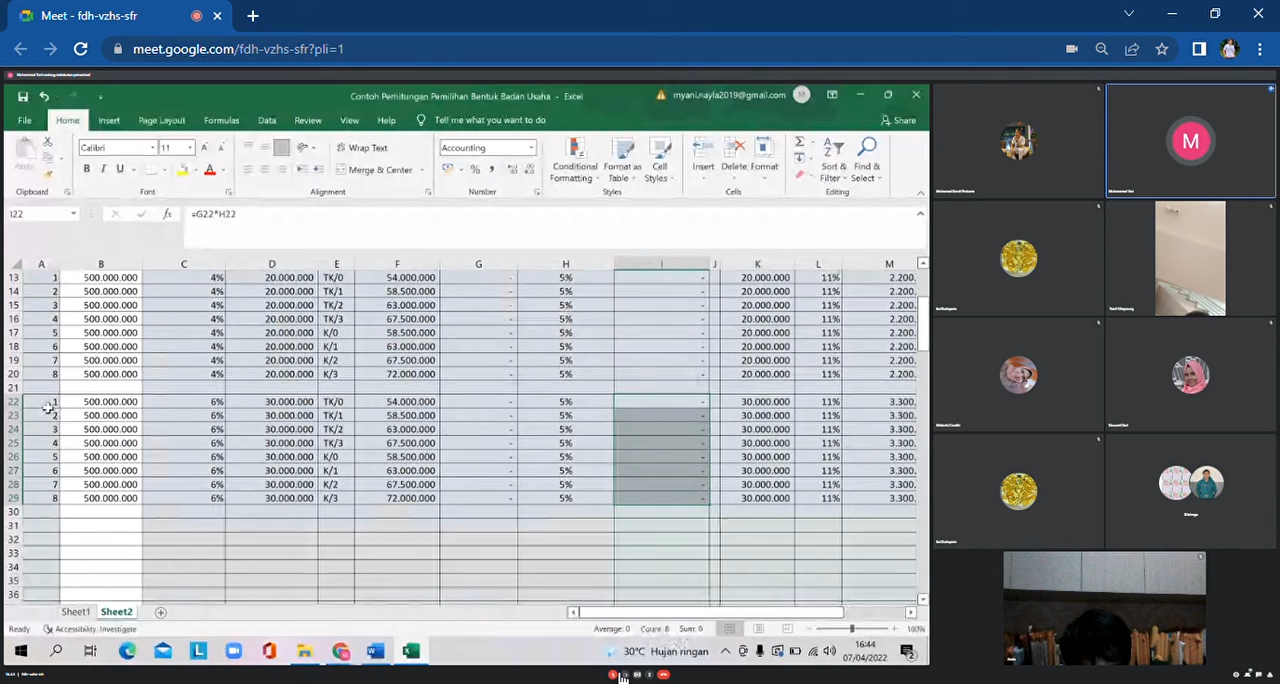 Meet - fdh-vzhs-sfr
meet.google.com/fdh-vzhs-sfr?pli=1
Contoh Pemitungen Pemilihan Bentuk Badan Usaha - Excel
myani.nayla2019@gmail.com M
File Home Insert Page Layout Formulas Data Review View Help Tell me what you want to do Share
Calibri 11 Wrap Text Accounting Conditional Formatting Format as Table Cell Styles Insert Delete Format Sort & Filter Find & Select
B I U Merge & Center
Clipboard Font Alignment Number Styles Cells Editing
I22 fx =G22*H22
A B C D E F G H I J K L M
13 1 500.000.000 4% 20.000.000 TK/0 54.000.000 - 5% - 20.000.000 11% 2.200.
14 2 500.000.000 4% 20.000.000 TK/1 58.500.000 - 5% - 20.000.000 11% 2.200.
15 3 500.000.000 4% 20.000.000 TK/2 63.000.000 - 5% - 20.000.000 11% 2.200.
16 4 500.000.000 4% 20.000.000 TK/3 67.500.000 - 5% - 20.000.000 11% 2.200.
17 5 500.000.000 4% 20.000.000 K/0 58.500.000 - 5% - 20.000.000 11% 2.200.
18 6 500.000.000 4% 20.000.000 K/1 63.000.000 - 5% - 20.000.000 11% 2.200.
19 7 500.000.000 4% 20.000.000 K/2 67.500.000 - 5% - 20.000.000 11% 2.200.
20 8 500.000.000 4% 20.000.000 K/3 72.000.000 - 5% - 20.000.000 11% 2.200.
21
22 1 500.000.000 6% 30.000.000 TK/0 54.000.000 - 5% - 30.000.000 11% 3.300.
23 2 500.000.000 6% 30.000.000 TK/1 58.500.000 - 5% - 30.000.000 11% 3.300.
24 3 500.000.000 6% 30.000.000 TK/2 63.000.000 - 5% - 30.000.000 11% 3.300.
25 4 500.000.000 6% 30.000.000 TK/3 67.500.000 - 5% - 30.000.000 11% 3.300.
26 5 500.000.000 6% 30.000.000 K/0 58.500.000 - 5% - 30.000.000 11% 3.300.
27 6 500.000.000 6% 30.000.000 K/1 63.000.000 - 5% - 30.000.000 11% 3.300.
28 7 500.000.000 6% 30.000.000 K/2 67.500.000 - 5% - 30.000.000 11% 3.300.
29 8 500.000.000 6% 30.000.000 K/3 72.000.000 - 5% - 30.000.000 11% 3.300.
30
31
32
33
34
35
36
Sheet1 Sheet2
Ready Accessibility: Investigate Average: 0 Count: 8 Sum: 0 100%
30°C Hujan ringan
16:44
07/04/2022
M